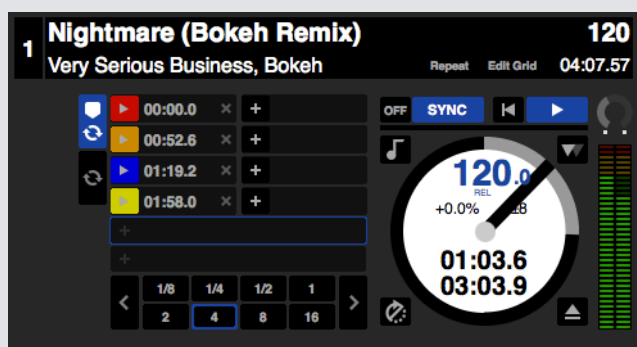 1
Nightmare (Bokeh Remix) 120
Very Serious Business, Bokeh Repeat Edit Grid 04:07.57
OFF SYNC
00:00.0
00:52.6
01:19.2
01:58.0
120.0
REL
+0.0%
01:03.6
03:03.9
1/8 1/4 1/2 1
2 4 8 16